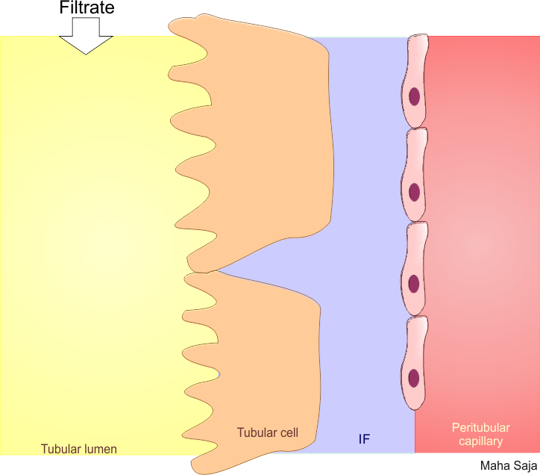 Filtrate
Tubular lumen
Tubular cell
IF
Peritubular
capillary
Maha Saja